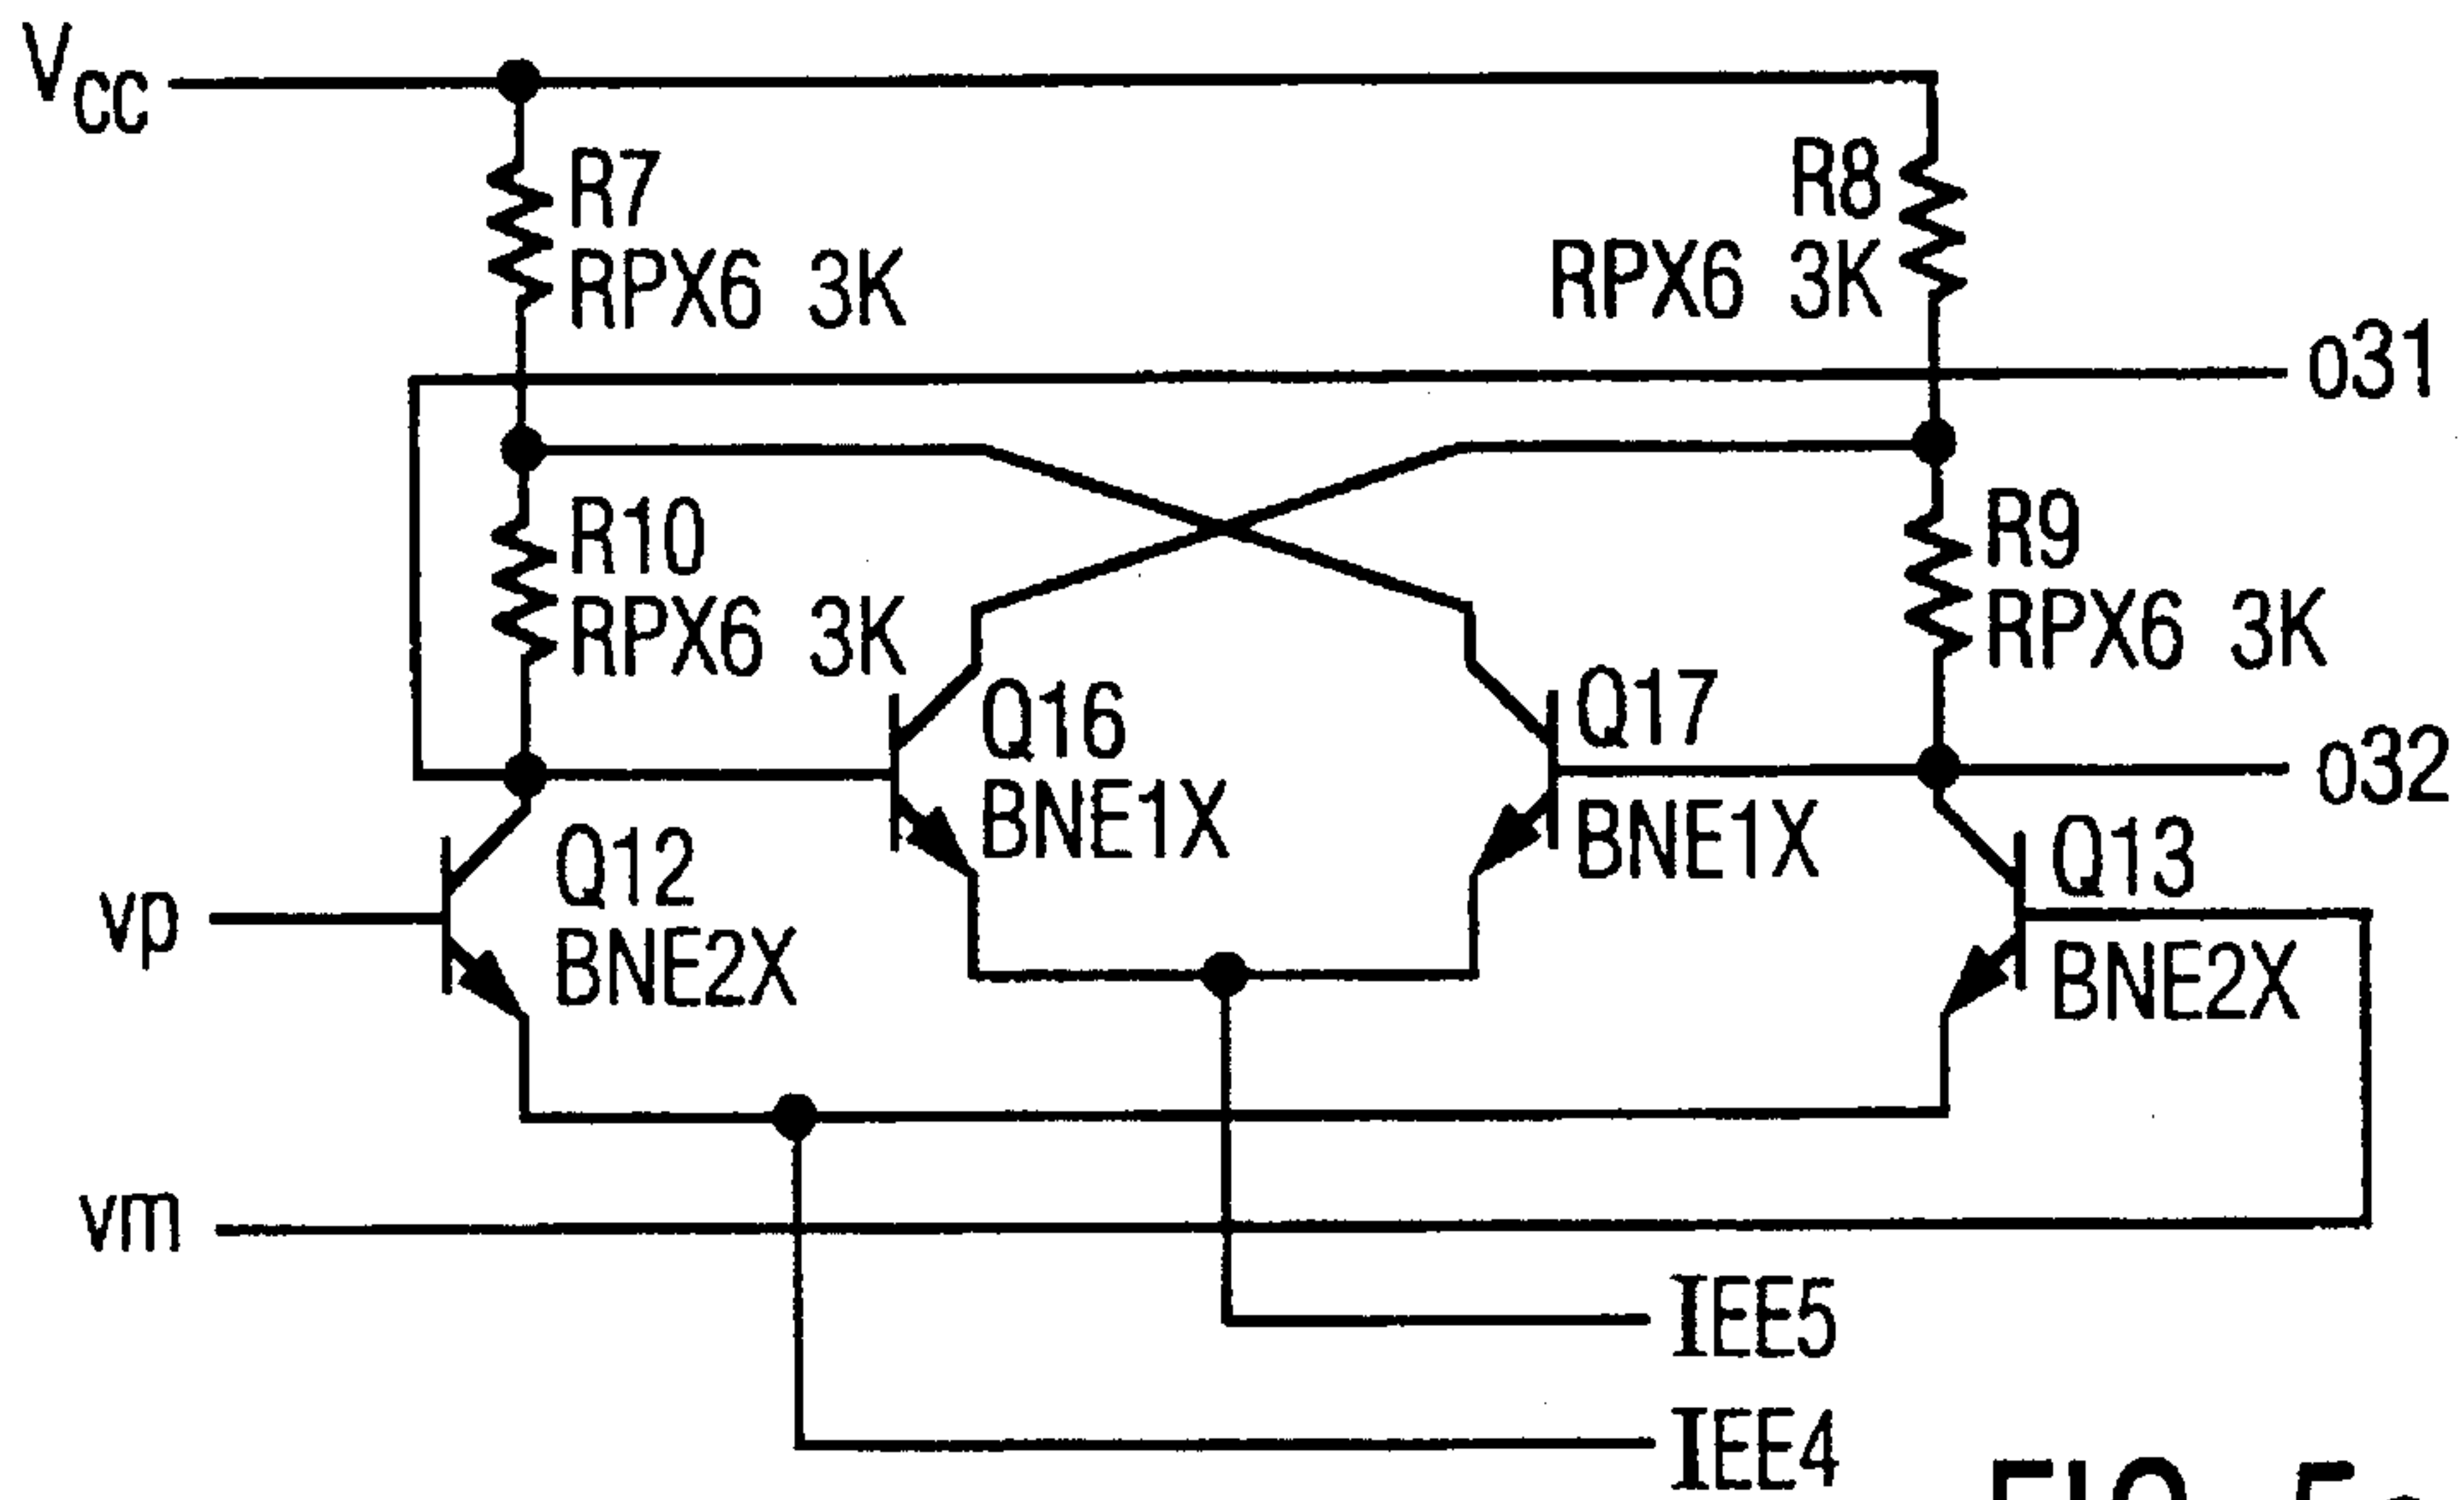 VCC
R7
RPX6 3K
R8
RPX6 3K
o31
R10
RPX6 3K
R9
RPX6 3K
Q16
BNE1X
Q17
BNE1X
o32
Q12
BNE2X
Q13
BNE2X
vp
vm
IEE5
IEE4